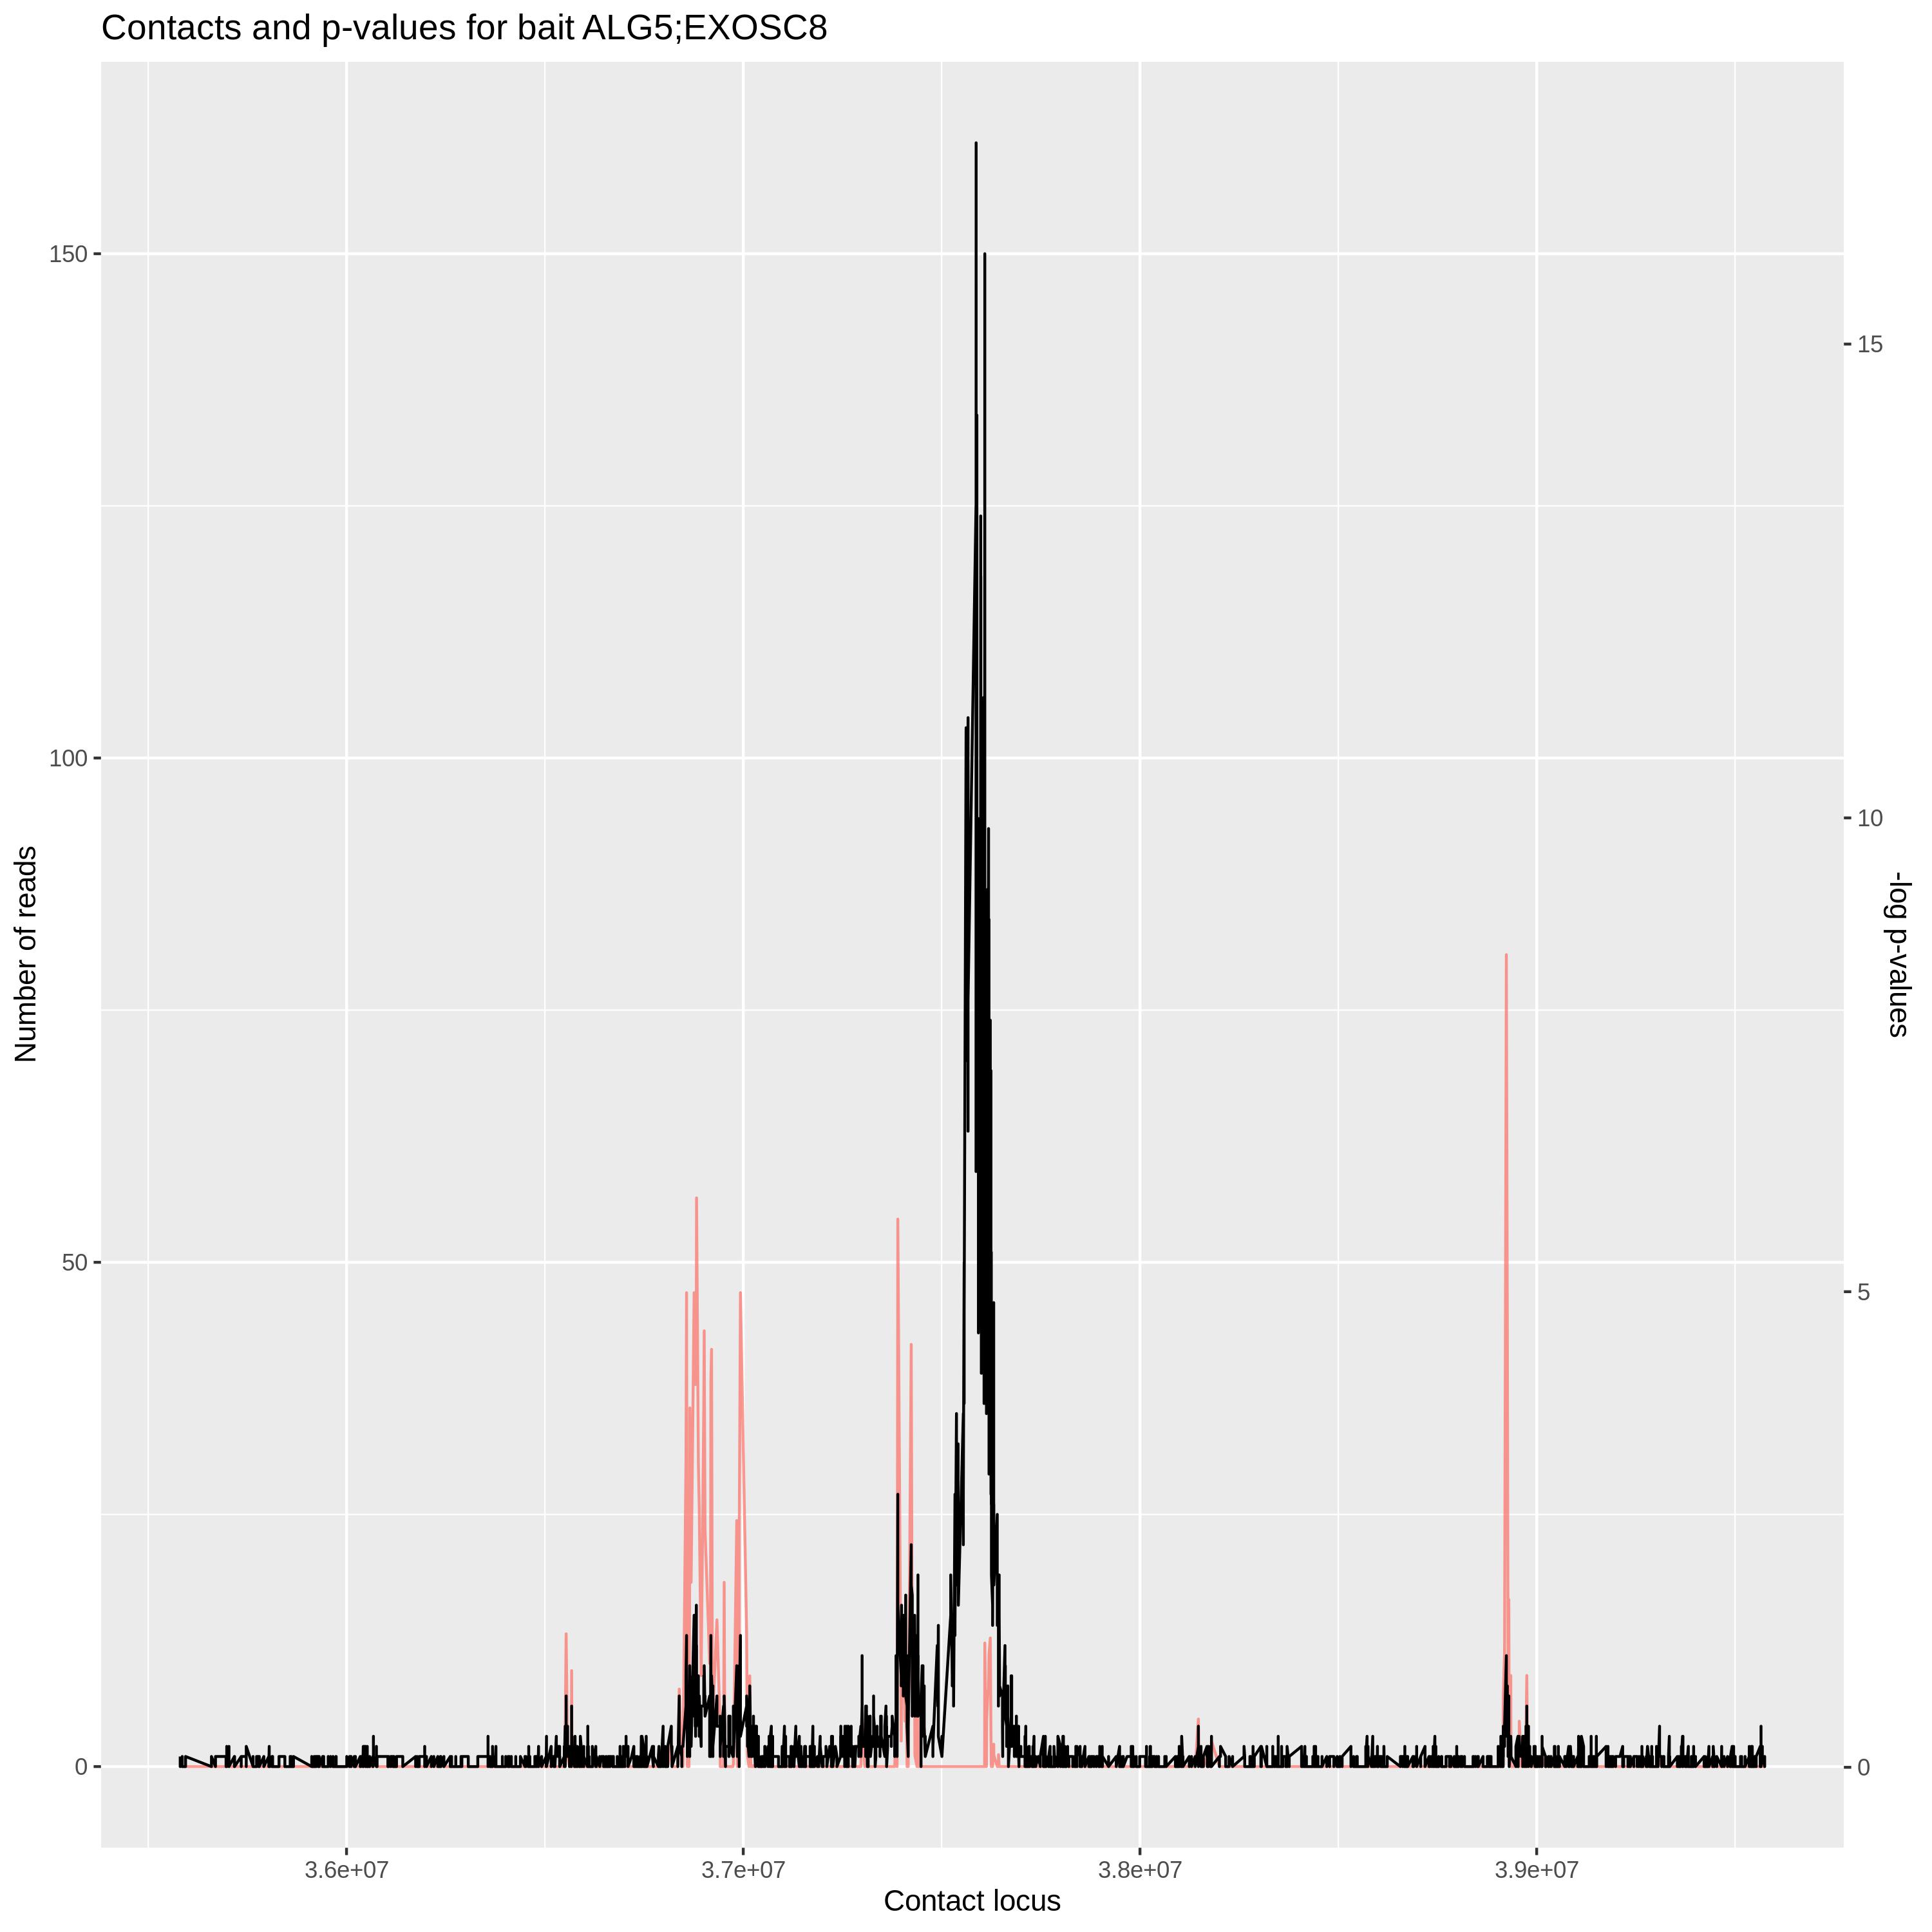 Contacts and p-values for bait ALG5;EXOSC8
150
100
50
0
Number of reads
15
10
5
0
-log p-values
3.6e+07
3.7e+07
3.8e+07
3.9e+07
Contact locus